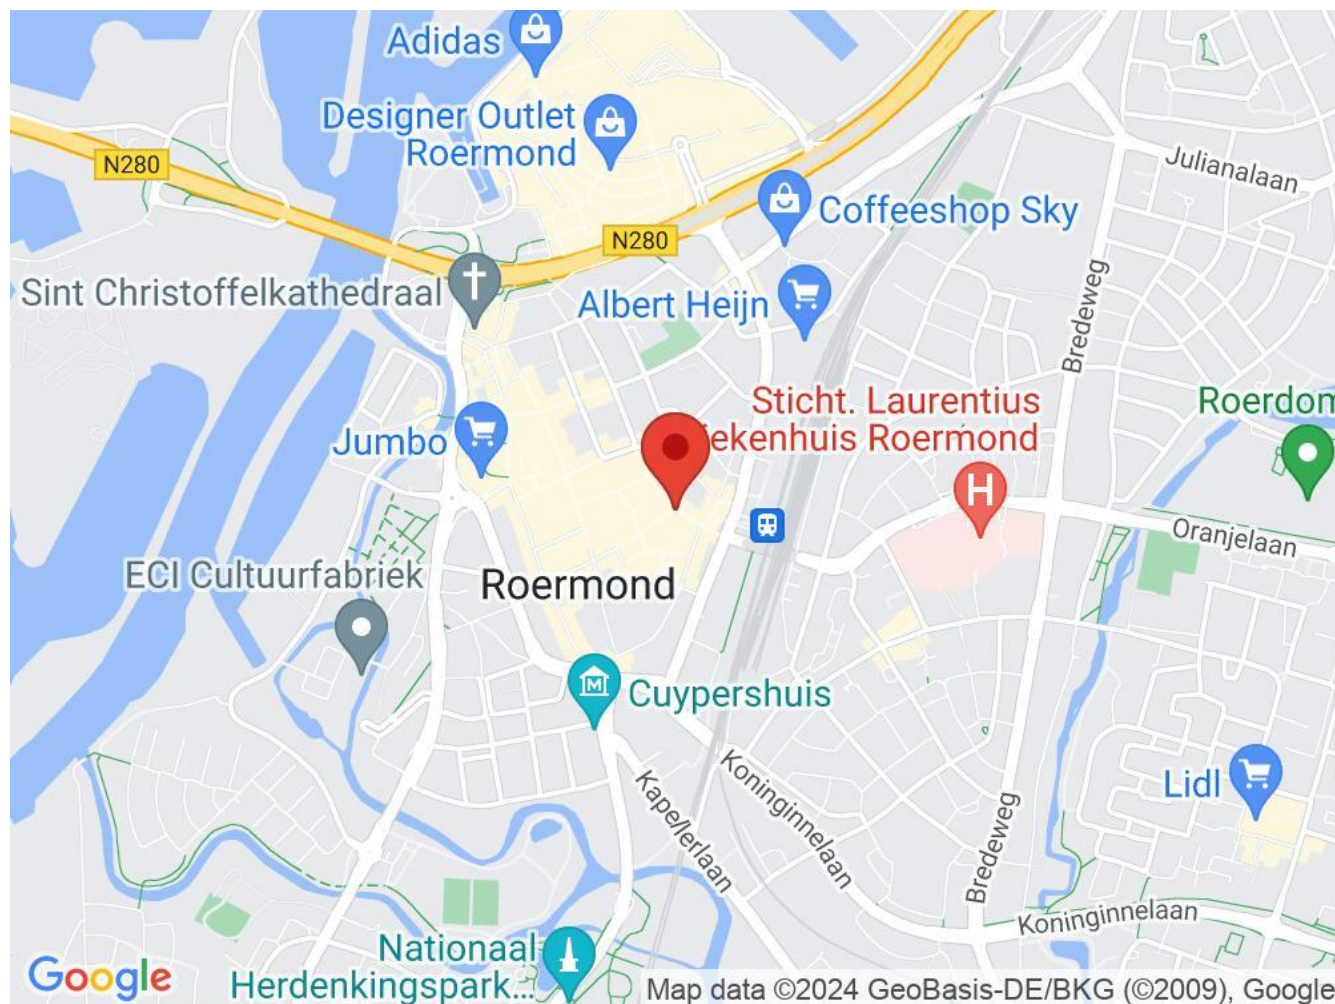 Adidas
Designer Outlet
Roermond
N280
Julianalaan
Coffeeshop Sky
N280
Sint Christoffelkathedraal
Albert Heijn
Bredeweg
Sticht. Laurentius
iekenhuis Roermond
Roerdom
Jumbo
H
Oranjelaan
ECI Cultuurfabriek
Roermond
M
Cuypershuis
Koninginnelaan
Kapellerlaan
Lidl
Bredeweg
Koninginnelaan
Nationaal
Herdenkingspark...
Google
Map data ©2024 GeoBasis-DE/BKG (©2009), Google